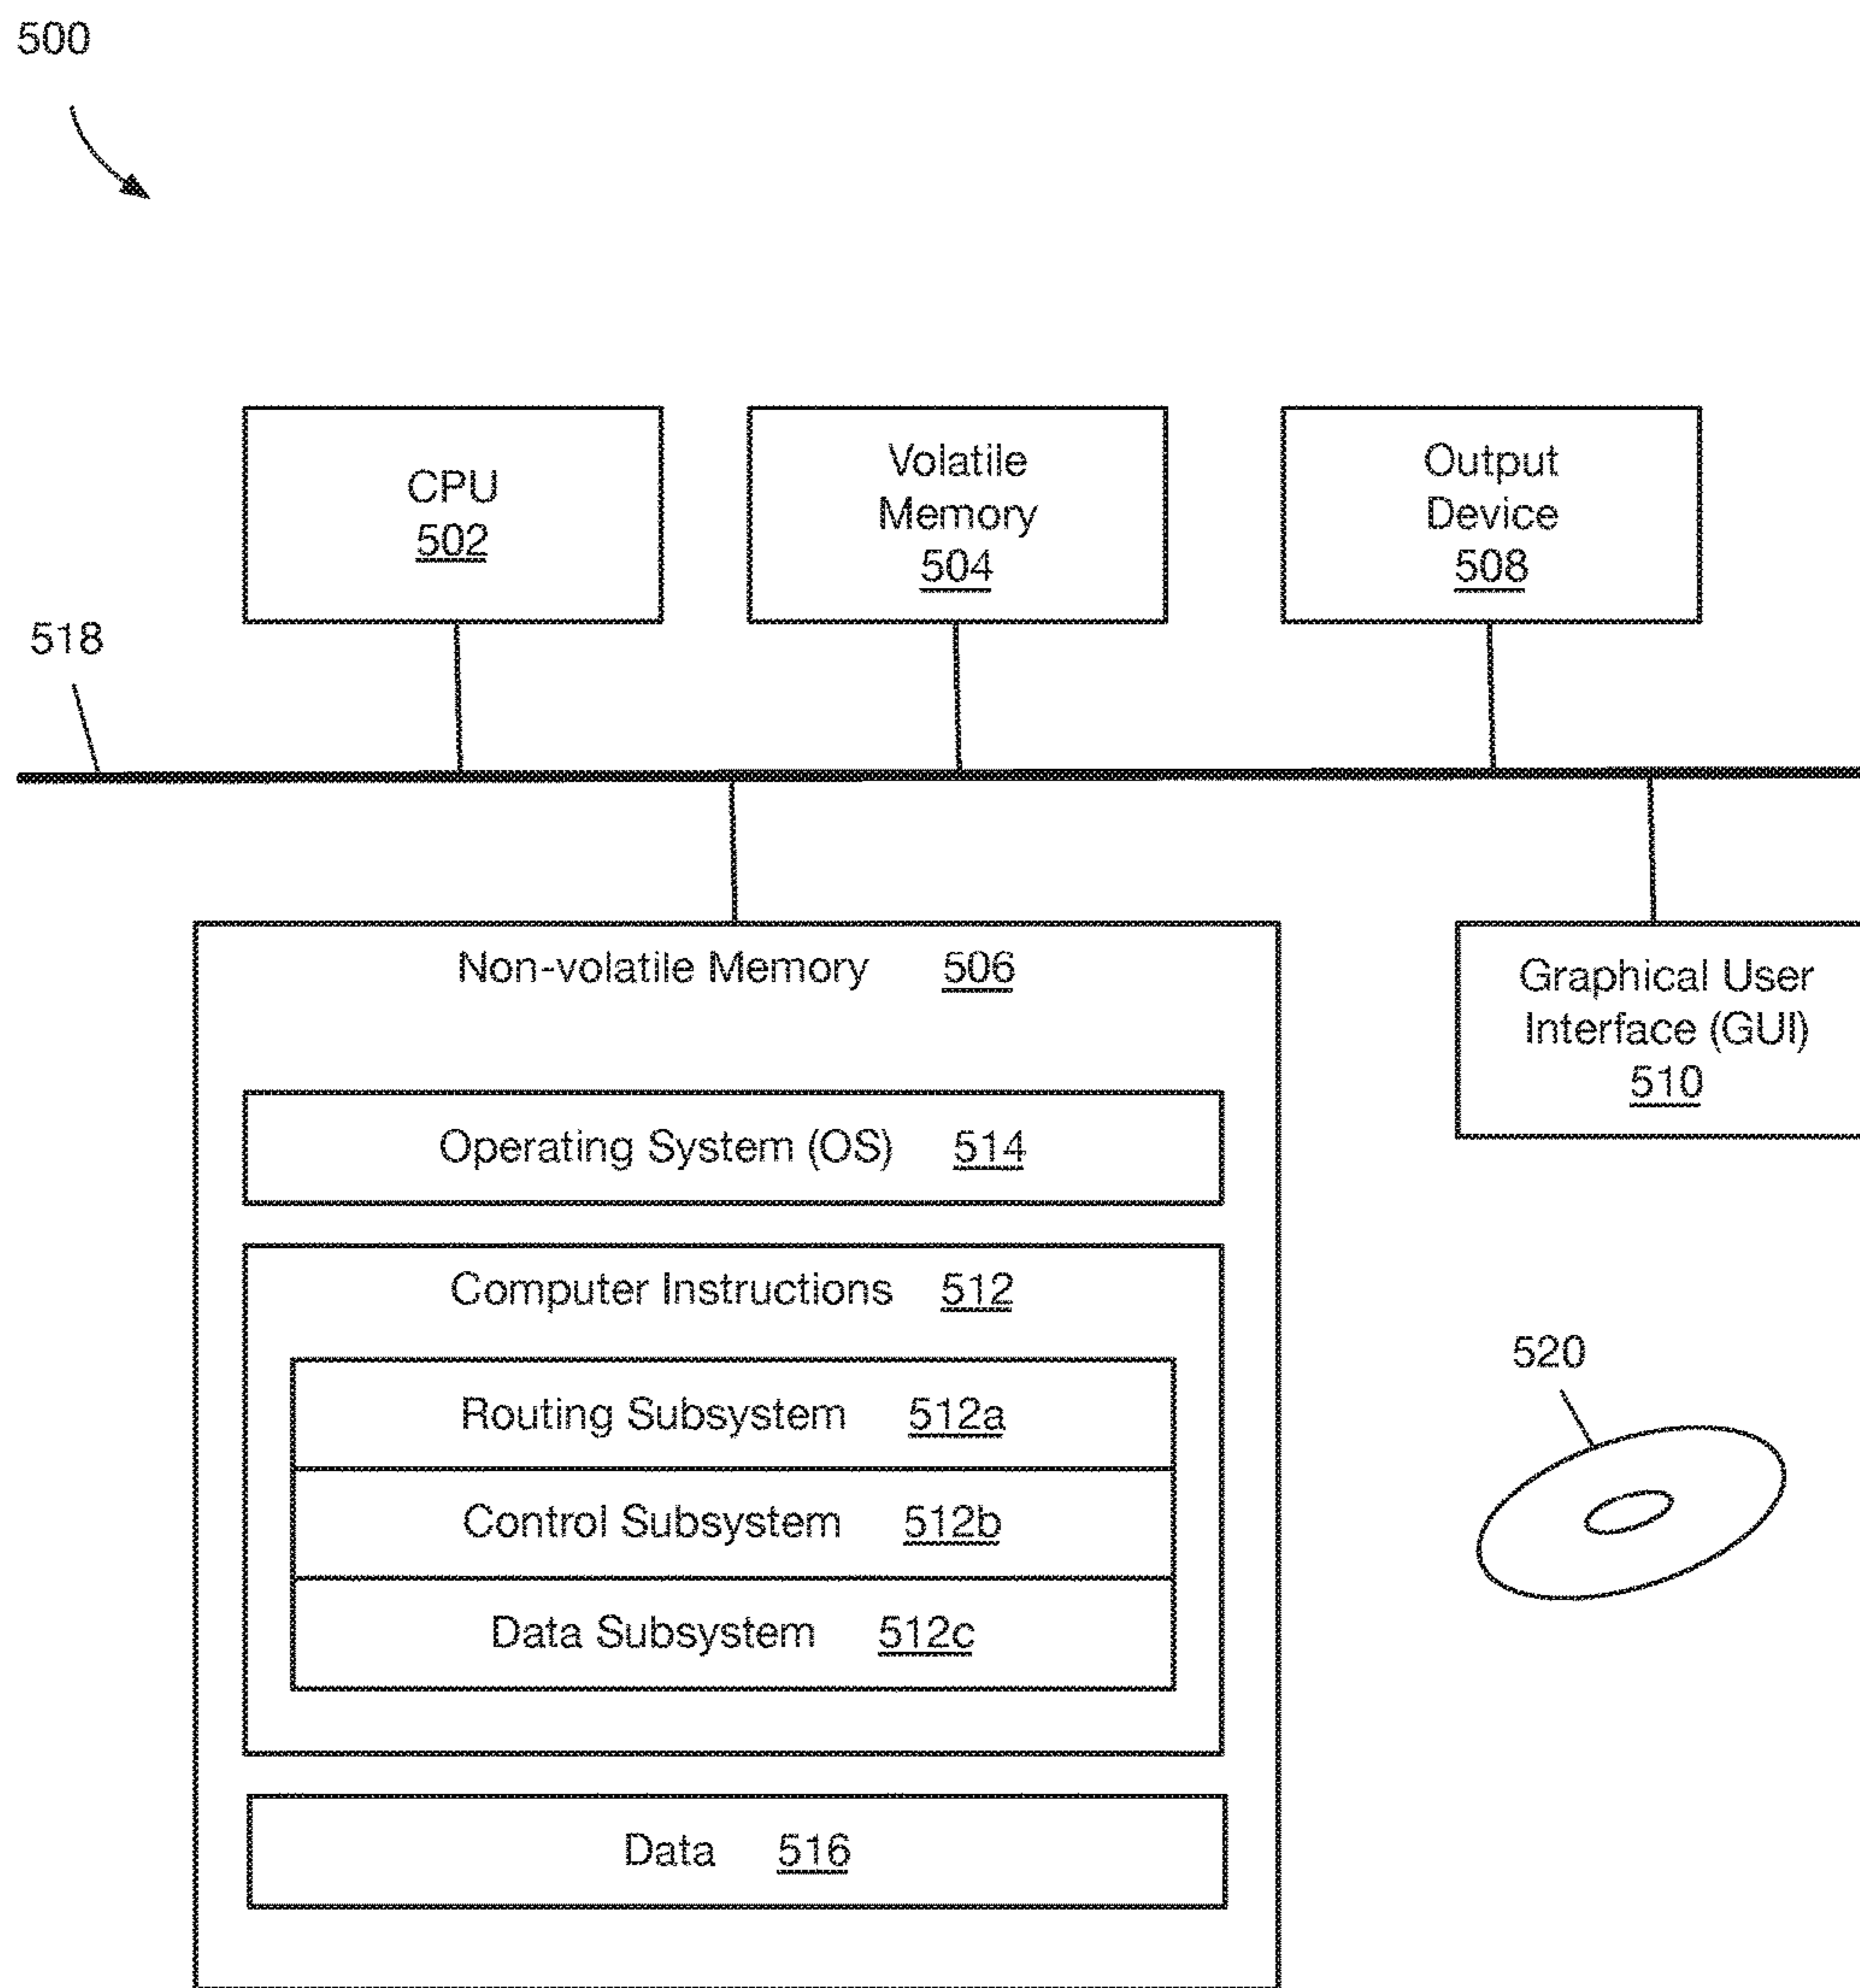 500
CPU
502
Volatile
Memory
504
Output
Device
508
518
Non-volatile Memory 506
Graphical User
Interface (GUI)
510
Operating System (OS) 514
Computer Instructions 512
Routing Subsystem 512a
Control Subsystem 512b
Data Subsystem 512c
520
Data 516